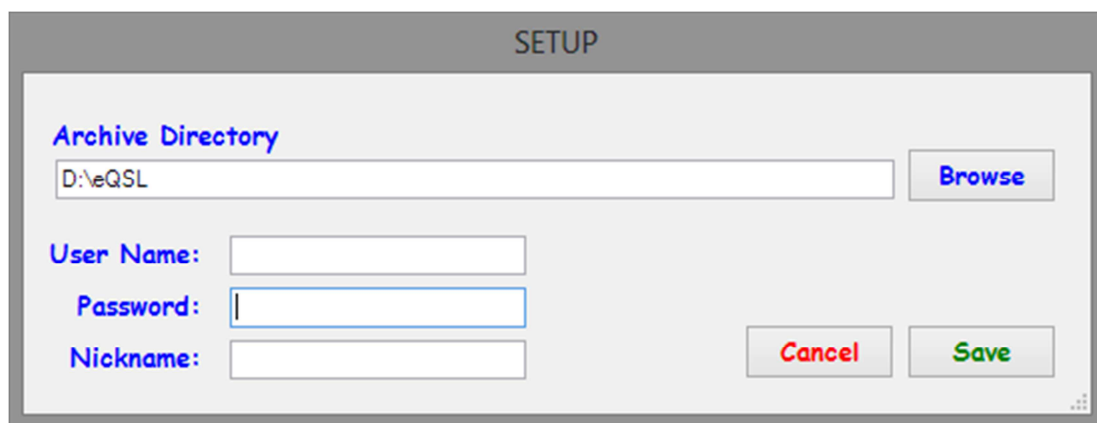 SETUP
Archive Directory
D:\eQSL
Browse
User Name:
Password:
Nickname:
Cancel
Save